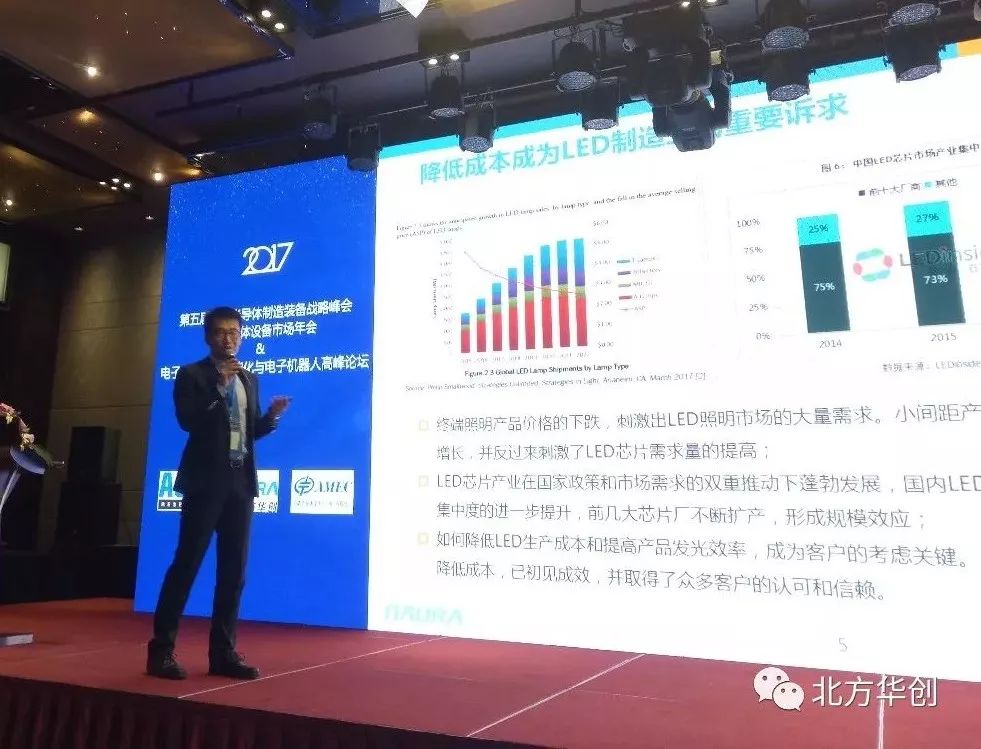 降低成本成为LED制造 重要诉求
2017
第五 导体制造装备战略峰会
体设备市场年会
&
电子 化与电子机器人高峰论坛
AMEC
Figure 2.3 Global LED Lamp Shipments by Lamp Type
图 6: 中国LED芯片市场产业集中
前十大厂商 其他
100%
75%
50%
25%
0%
25%
75%
27%
73%
2014
2015
LEDinsi
数据来源: LEDinside
终端照明产品价格的下跌，刺激出LED照明市场的大量需求。小间距产
增长，并反过来刺激了LED芯片需求量的提高；
LED芯片产业在国家政策和市场需求的双重推动下蓬勃发展，国内LED
集中度的进一步提升，前几大芯片厂不断扩产，形成规模效应；
如何降低LED生产成本和提高产品发光效率，成为客户的考虑关键。
降低成本，已初见成效，并取得了众多客户的认可和信赖。
NAURA
5
北方华创